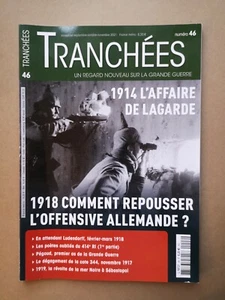 TRANCHÉES
numéro 46
TRANCHÉES
UN REGARD NOUVEAU SUR LA GRANDE GUERRE
46
1914 L'AFFAIRE
DE LAGARDE
1918 COMMENT REPOUSSER
L'OFFENSIVE ALLEMANDE ?
En attendant Ludendorff, février-mars 1918
Les poètes oubliés du 414e RI (1re partie)
Pégoud, premier as de la Grande Guerre
Le dégagement de la cote 344, novembre 1917
1919, la révolte de la mer Noire à Sébastopol